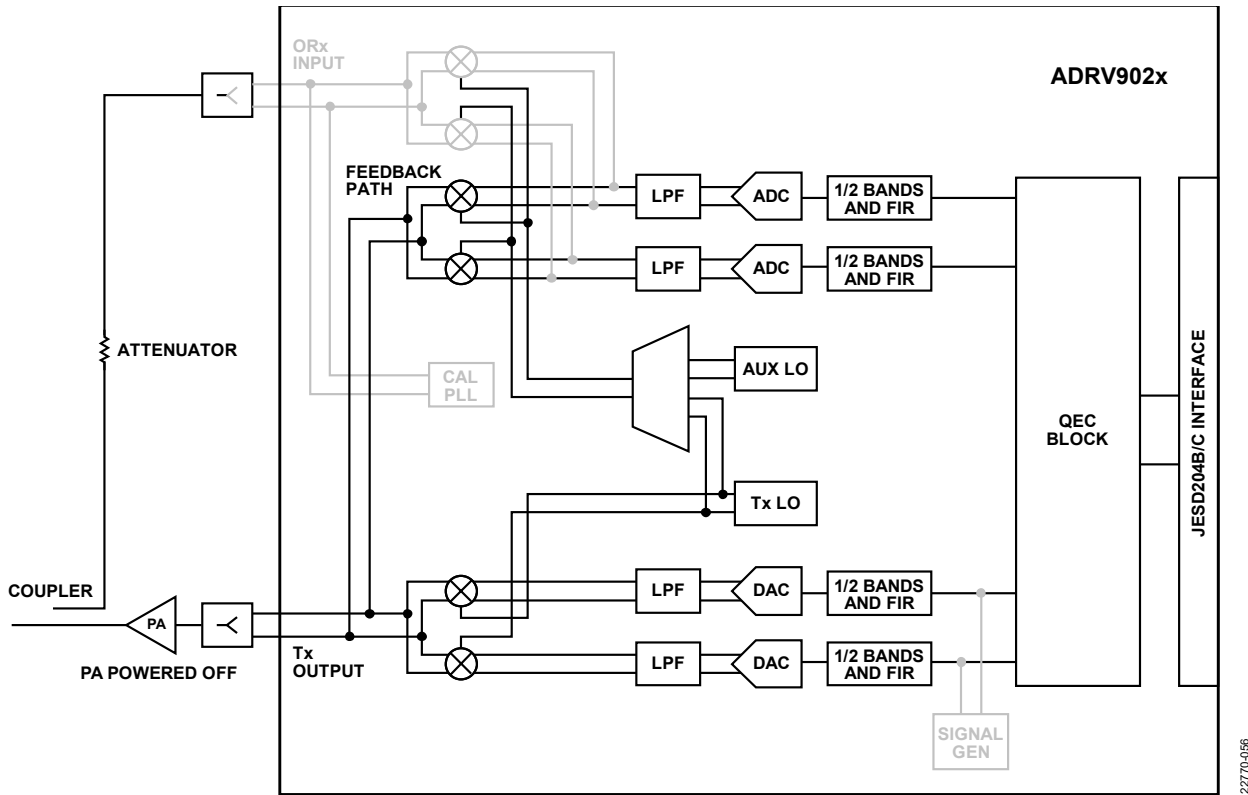 ORx
INPUT
ADRV902x
FEEDBACK
PATH
LPF
ADC
1/2 BANDS
AND FIR
LPF
ADC
1/2 BANDS
AND FIR
ATTENUATOR
CAL
PLL
AUX LO
QEC
BLOCK
JESD204B/C INTERFACE
Tx LO
COUPLER
PA
PA POWERED OFF
Tx
OUTPUT
LPF
DAC
1/2 BANDS
AND FIR
LPF
DAC
1/2 BANDS
AND FIR
SIGNAL
GEN
22770-056